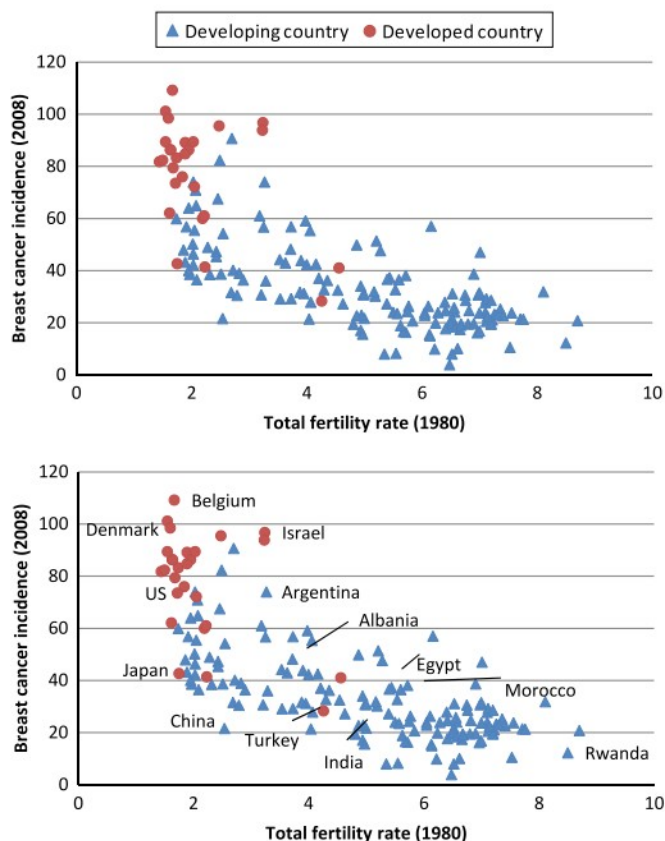 Developing country Developed country
120
100
80
60
40
20
0
0 2 4 6 8 10
Breast cancer incidence (2008)
Total fertility rate (1980)
120
100
80
60
40
20
0
0 2 4 6 8 10
Breast cancer incidence (2008)
Belgium
Denmark
Israel
US
Argentina
Albania
Japan
Egypt
Morocco
China
Turkey
India
Rwanda
Total fertility rate (1980)